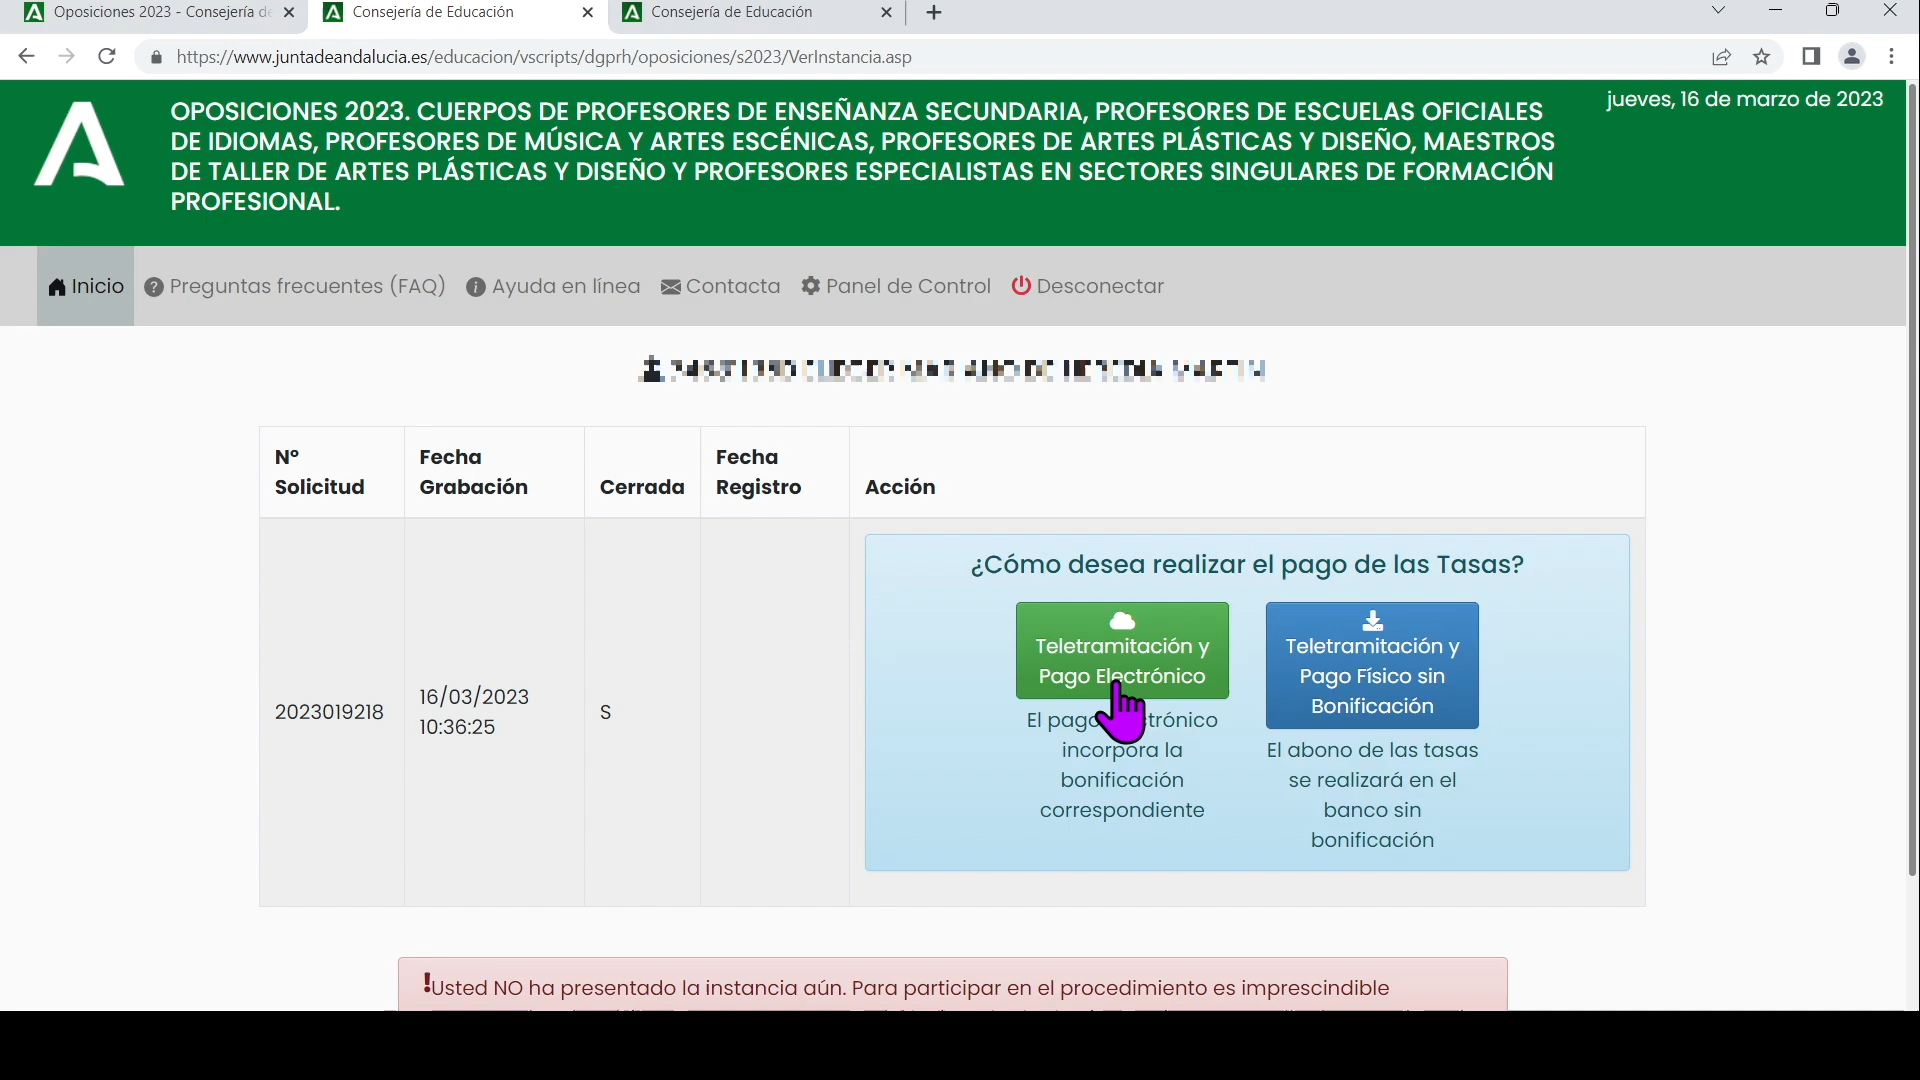 Oposiciones 2023 - Consejería de
Consejería de Educación
Consejería de Educación
https://www.juntadeandalucia.es/educacion/vscripts/dgprh/oposiciones/s2023/VerInstancia.asp
OPOSICIONES 2023. CUERPOS DE PROFESORES DE ENSEÑANZA SECUNDARIA, PROFESORES DE ESCUELAS OFICIALES
DE IDIOMAS, PROFESORES DE MÚSICA Y ARTES ESCÉNICAS, PROFESORES DE ARTES PLÁSTICAS Y DISEÑO, MAESTROS
DE TALLER DE ARTES PLÁSTICAS Y DISEÑO Y PROFESORES ESPECIALISTAS EN SECTORES SINGULARES DE FORMACIÓN
PROFESIONAL.
jueves, 16 de marzo de 2023
Inicio
Preguntas frecuentes (FAQ)
Ayuda en línea
Contacta
Panel de Control
Desconectar
Nº
Solicitud
Fecha
Grabación
Cerrada
Fecha
Registro
Acción
2023019218
16/03/2023
10:36:25
S
¿Cómo desea realizar el pago de las Tasas?
Teletramitación y
Pago Electrónico
El pago
incorpora la
bonificación
correspondiente
Teletramitación y
Pago Físico sin
Bonificación
El abono de las tasas
se realizará en el
banco sin
bonificación
!Usted NO ha presentado la instancia aún. Para participar en el procedimiento es imprescindible